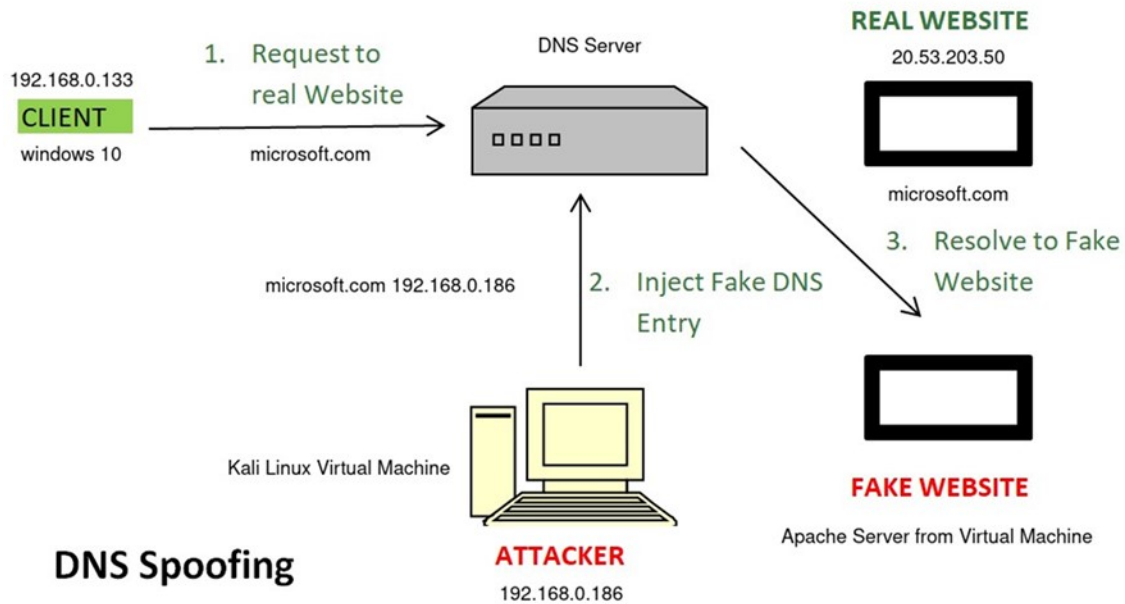 REAL WEBSITE
20.53.203.50
DNS Server
1. Request to
real Website
192.168.0.133
CLIENT
windows 10
microsoft.com
microsoft.com
3. Resolve to Fake
Website
microsoft.com 192.168.0.186
2. Inject Fake DNS
Entry
Kali Linux Virtual Machine
FAKE WEBSITE
Apache Server from Virtual Machine
ATTACKER
192.168.0.186
DNS Spoofing